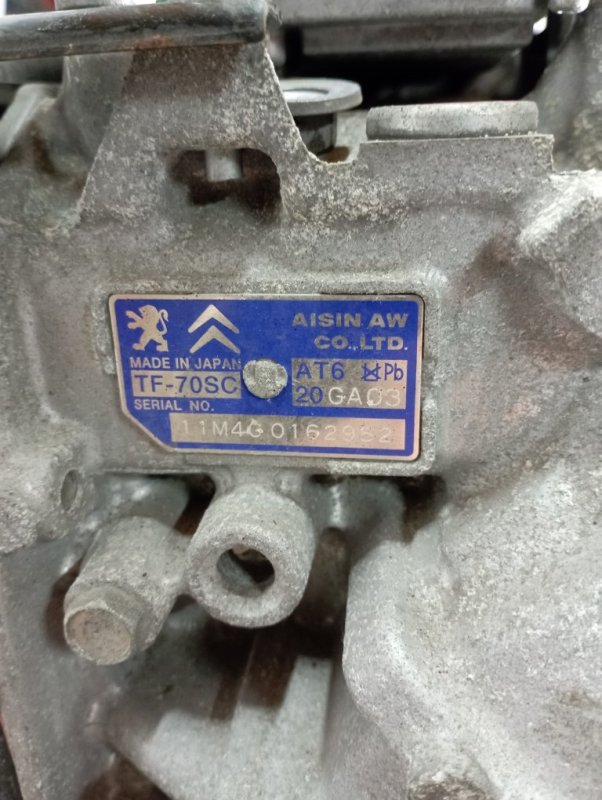 AISIN AW
CO.,LTD.
MADE IN JAPAN
TF-70SC
AT6 Pb
20GA03
SERIAL NO.
11M4G0162952